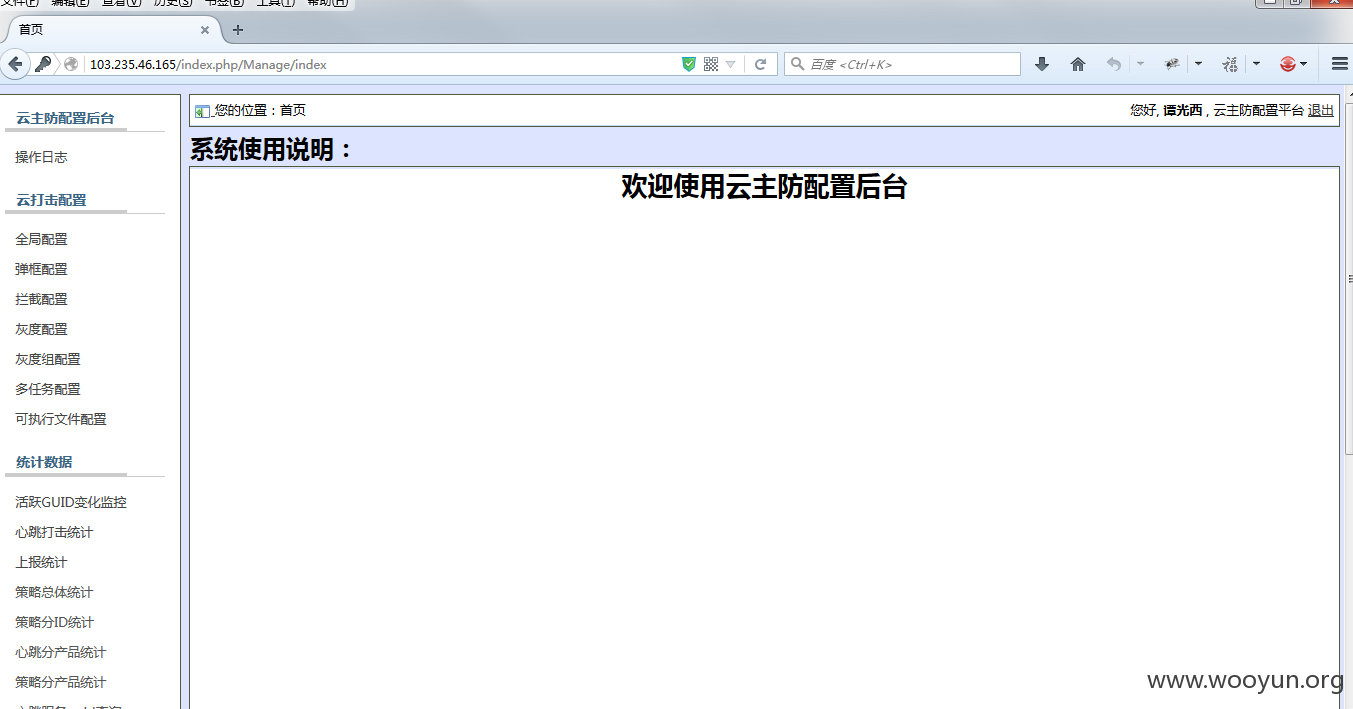 文件(F) 编辑(E) 查看(V) 历史(S) 书签(B) 工具(T) 帮助(H)
首页
103.235.46.165/index.php/Manage/index
百度 <Ctrl+K>
云主防配置后台
操作日志
云打击配置
全局配置
弹框配置
拦截配置
灰度配置
灰度组配置
多任务配置
可执行文件配置
统计数据
活跃GUID变化监控
心跳打击统计
上报统计
策略总体统计
策略分ID统计
心跳分产品统计
策略分产品统计
您的位置：首页
您好, 谭光西 , 云主防配置平台 退出
系统使用说明：
欢迎使用云主防配置后台
www.wooyun.org